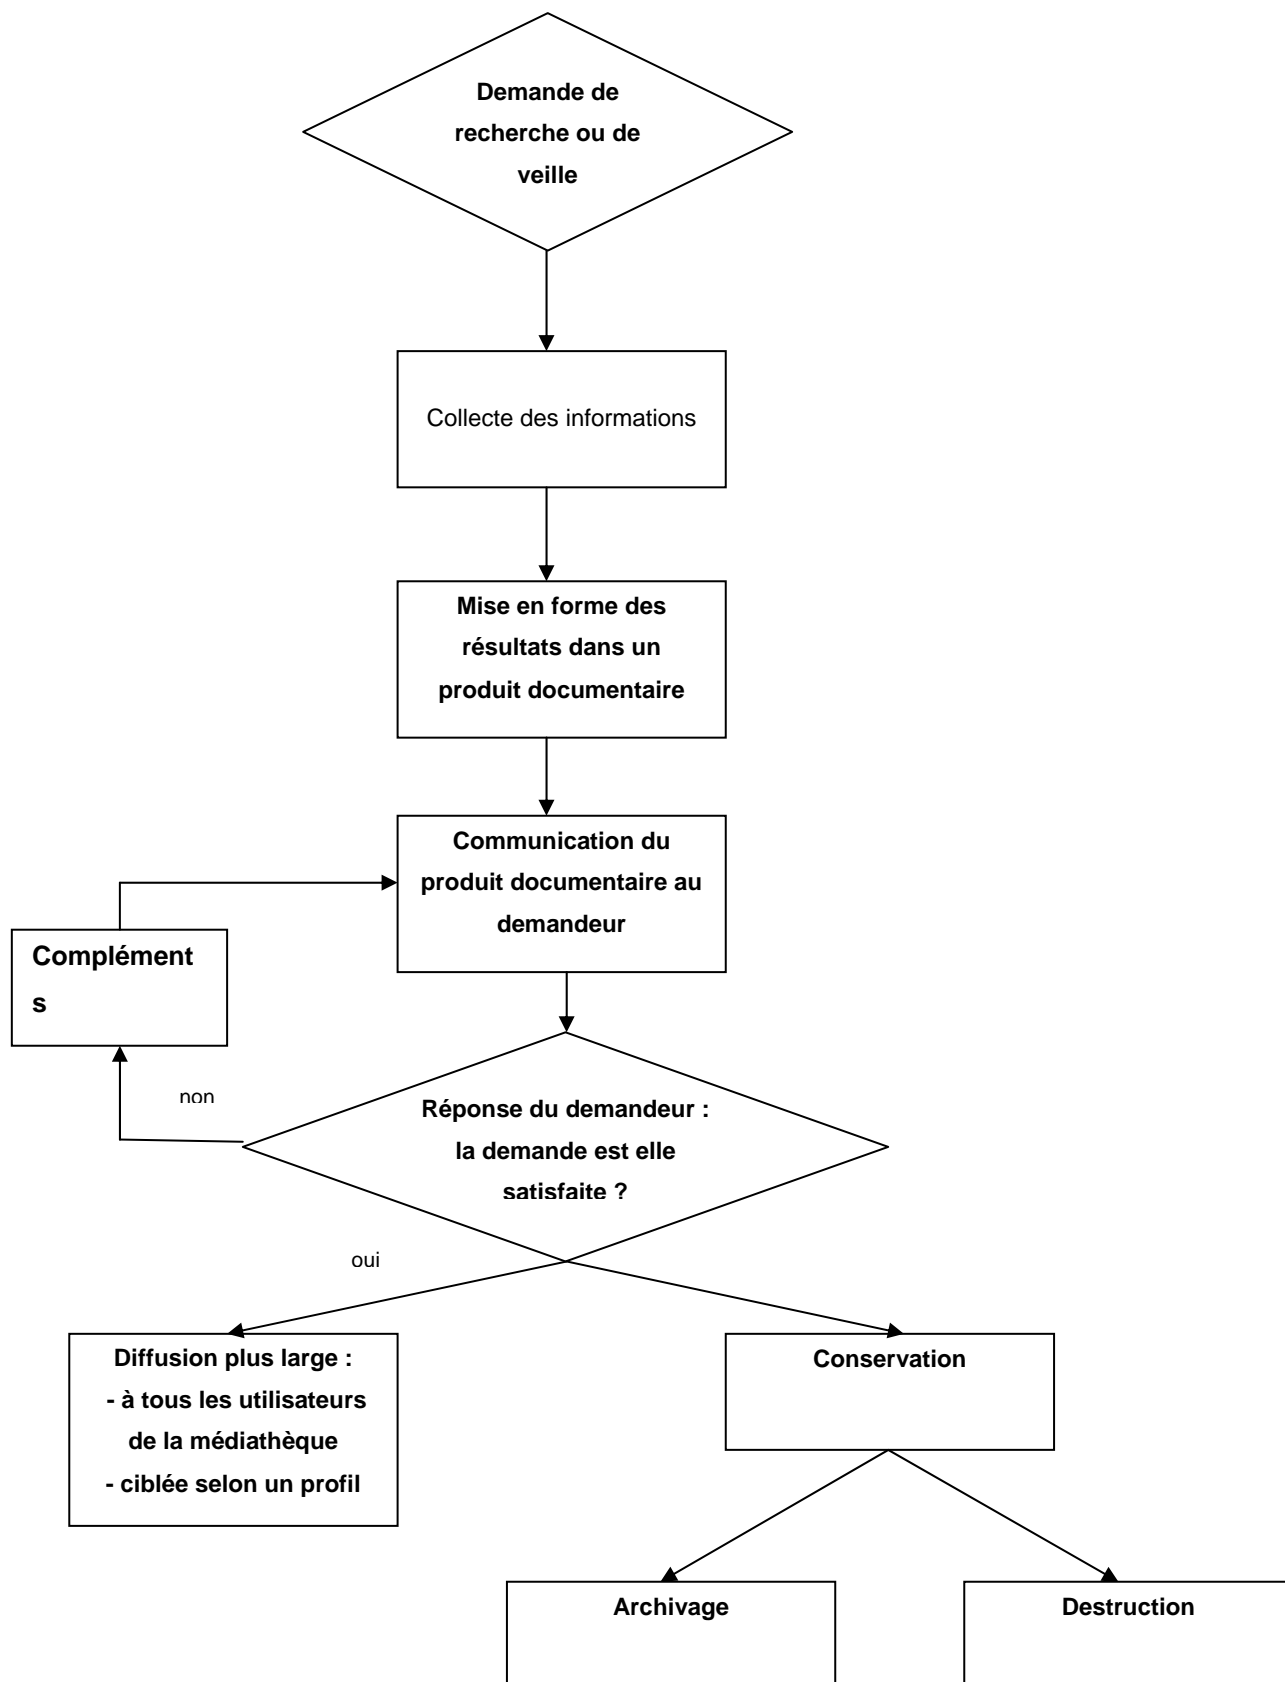 Demande de
recherche ou de
veille
Collecte des informations
Mise en forme des
résultats dans un
produit documentaire
Communication du
produit documentaire au
demandeur
Complément
s
non
Réponse du demandeur :
la demande est elle
satisfaite ?
oui
Diffusion plus large :
- à tous les utilisateurs
de la médiathèque
- ciblée selon un profil
Conservation
Archivage
Destruction